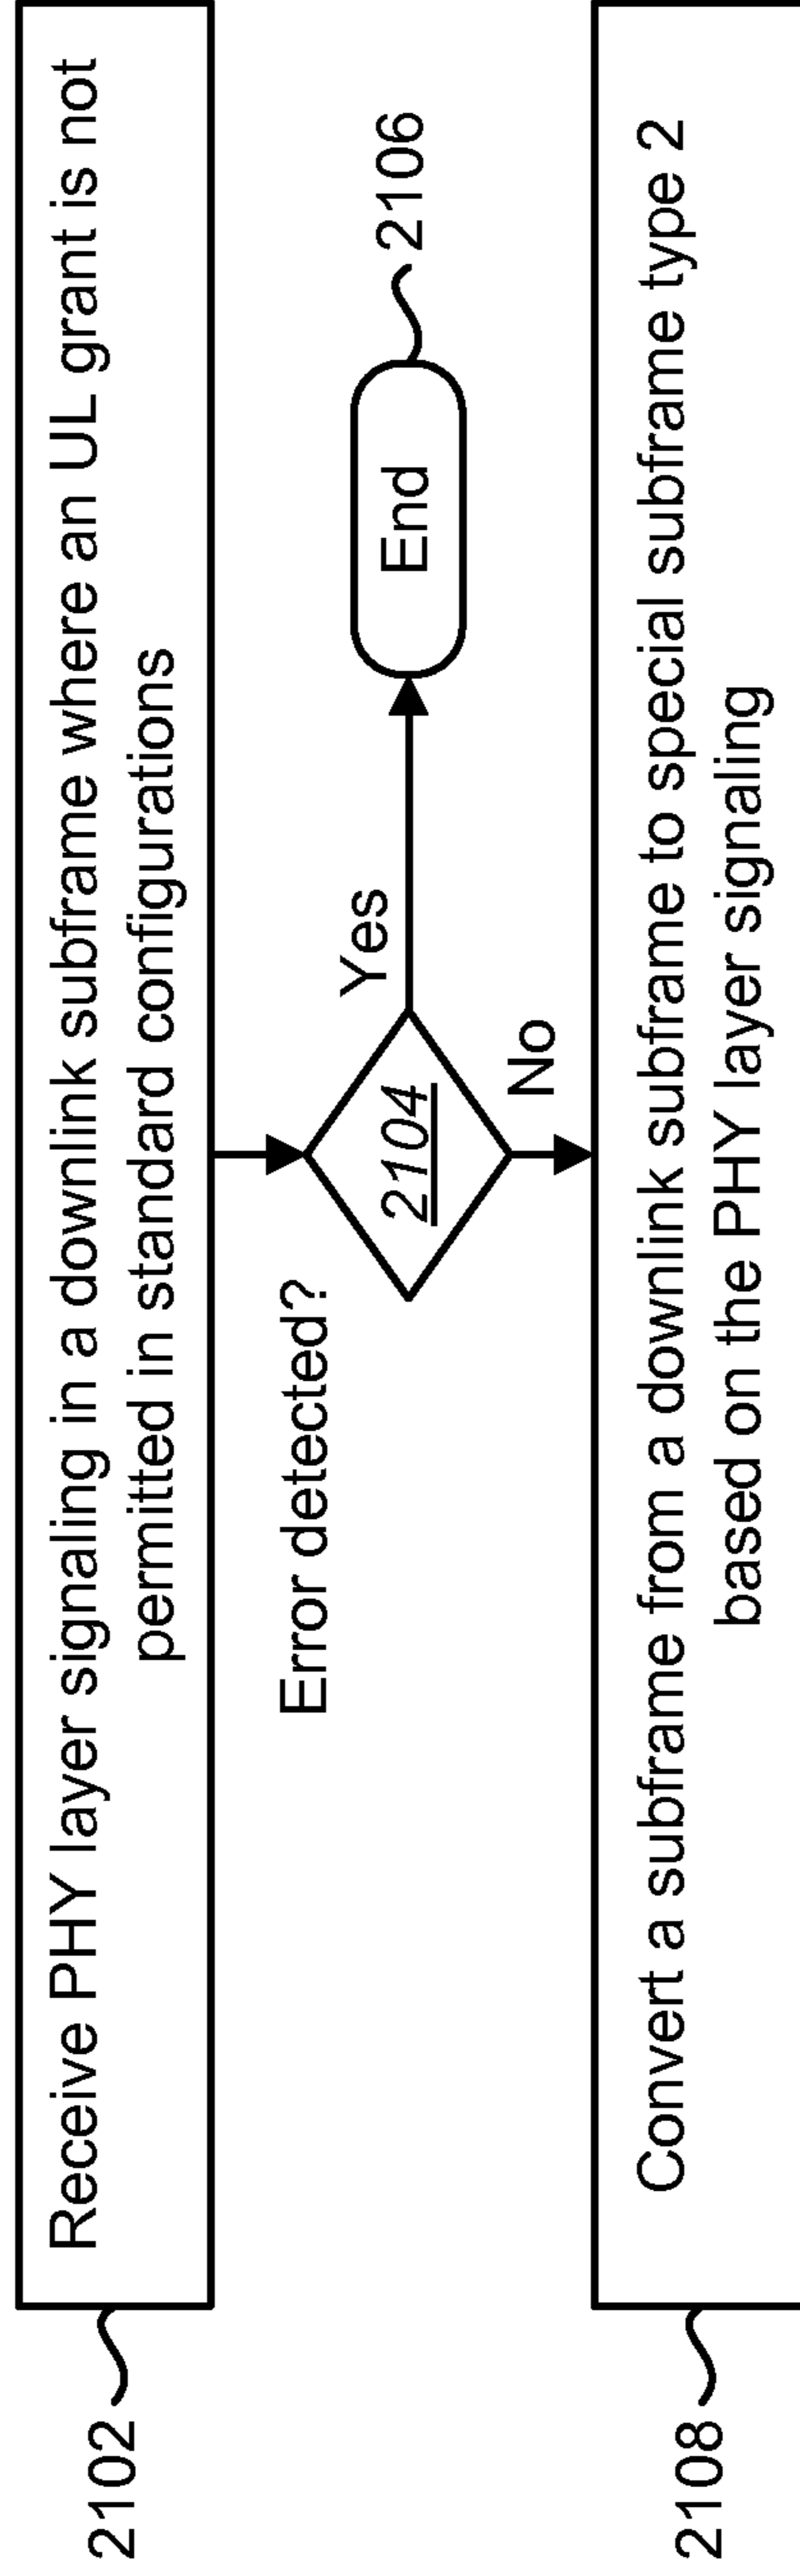 2102
Receive PHY layer signaling in a downlink subframe where an UL grant is not
permitted in standard configurations
Error detected?
2104
Yes
End
2106
No
2108
Convert a subframe from a downlink subframe to special subframe type 2
based on the PHY layer signaling